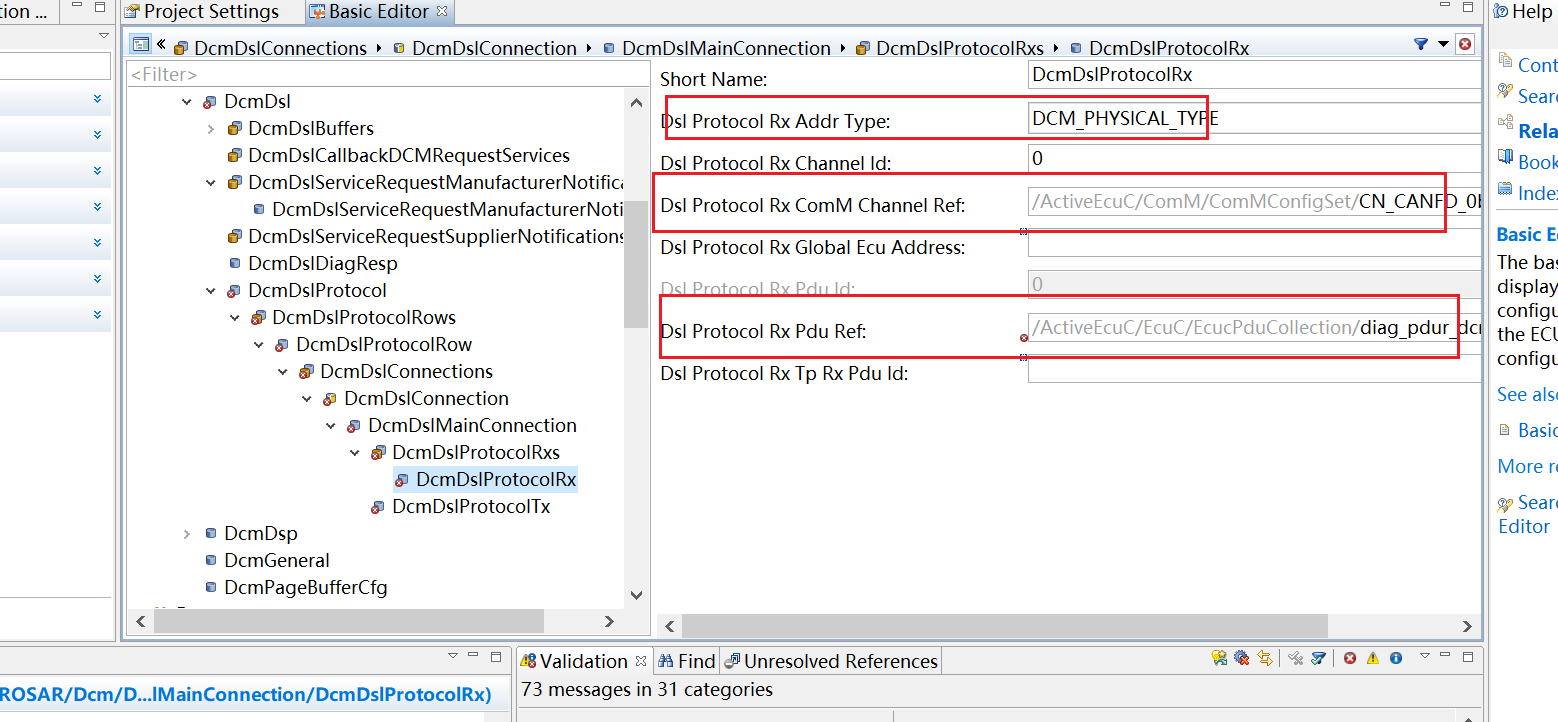 tion ...
Project Settings
Basic Editor
Help
DcmDslConnections
DcmDslConnection
DcmDslMainConnection
DcmDslProtocolRxs
DcmDslProtocolRx
<Filter>
DcmDsl
DcmDslBuffers
DcmDslCallbackDCMRequestServices
DcmDslServiceRequestManufacturerNotifica
DcmDslServiceRequestManufacturerNoti
DcmDslServiceRequestSupplierNotifications
DcmDslDiagResp
DcmDslProtocol
DcmDslProtocolRows
DcmDslProtocolRow
DcmDslConnections
DcmDslConnection
DcmDslMainConnection
DcmDslProtocolRxs
DcmDslProtocolRx
DcmDslProtocolTx
DcmDsp
DcmGeneral
DcmPageBufferCfg
Short Name: DcmDslProtocolRx
Dsl Protocol Rx Addr Type: DCM_PHYSICAL_TYPE
Dsl Protocol Rx Channel Id: 0
Dsl Protocol Rx ComM Channel Ref: /ActiveEcuC/ComM/ComMConfigSet/CN_CANFD_0b
Dsl Protocol Rx Global Ecu Address:
Dsl Protocol Rx Pdu Id: 0
Dsl Protocol Rx Pdu Ref: /ActiveEcuC/EcuC/EcucPduCollection/diag_pdur_dcm
Dsl Protocol Rx Tp Rx Pdu Id:
Cont
Searc
Rela
Book
Index
Basic E
The bas
display
configu
the ECU
configu
See also
Basic
More re
Searc
Editor
ROSAR/Dcm/D...lMainConnection/DcmDslProtocolRx)
Validation
Find
Unresolved References
73 messages in 31 categories